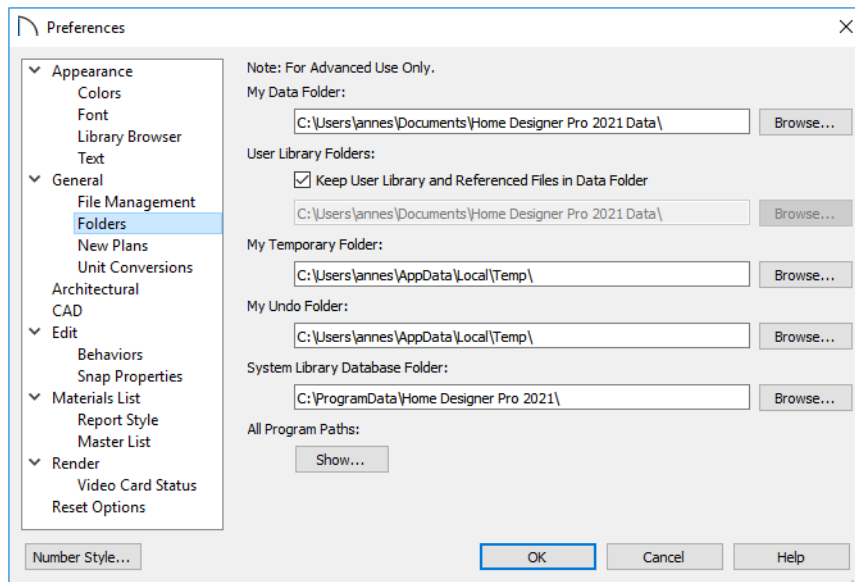 Preferences
Appearance
Colors
Font
Library Browser
Text
General
File Management
Folders
New Plans
Unit Conversions
Architectural
CAD
Edit
Behaviors
Snap Properties
Materials List
Report Style
Master List
Render
Video Card Status
Reset Options
Note: For Advanced Use Only.
My Data Folder:
C:\Users\annes\Documents\Home Designer Pro 2021 Data\ Browse...
User Library Folders:
Keep User Library and Referenced Files in Data Folder
C:\Users\annes\Documents\Home Designer Pro 2021 Data\ Browse...
My Temporary Folder:
C:\Users\annes\AppData\Local\Temp\ Browse...
My Undo Folder:
C:\Users\annes\AppData\Local\Temp\ Browse...
System Library Database Folder:
C:\ProgramData\Home Designer Pro 2021\ Browse...
All Program Paths:
Show...
Number Style... OK Cancel Help